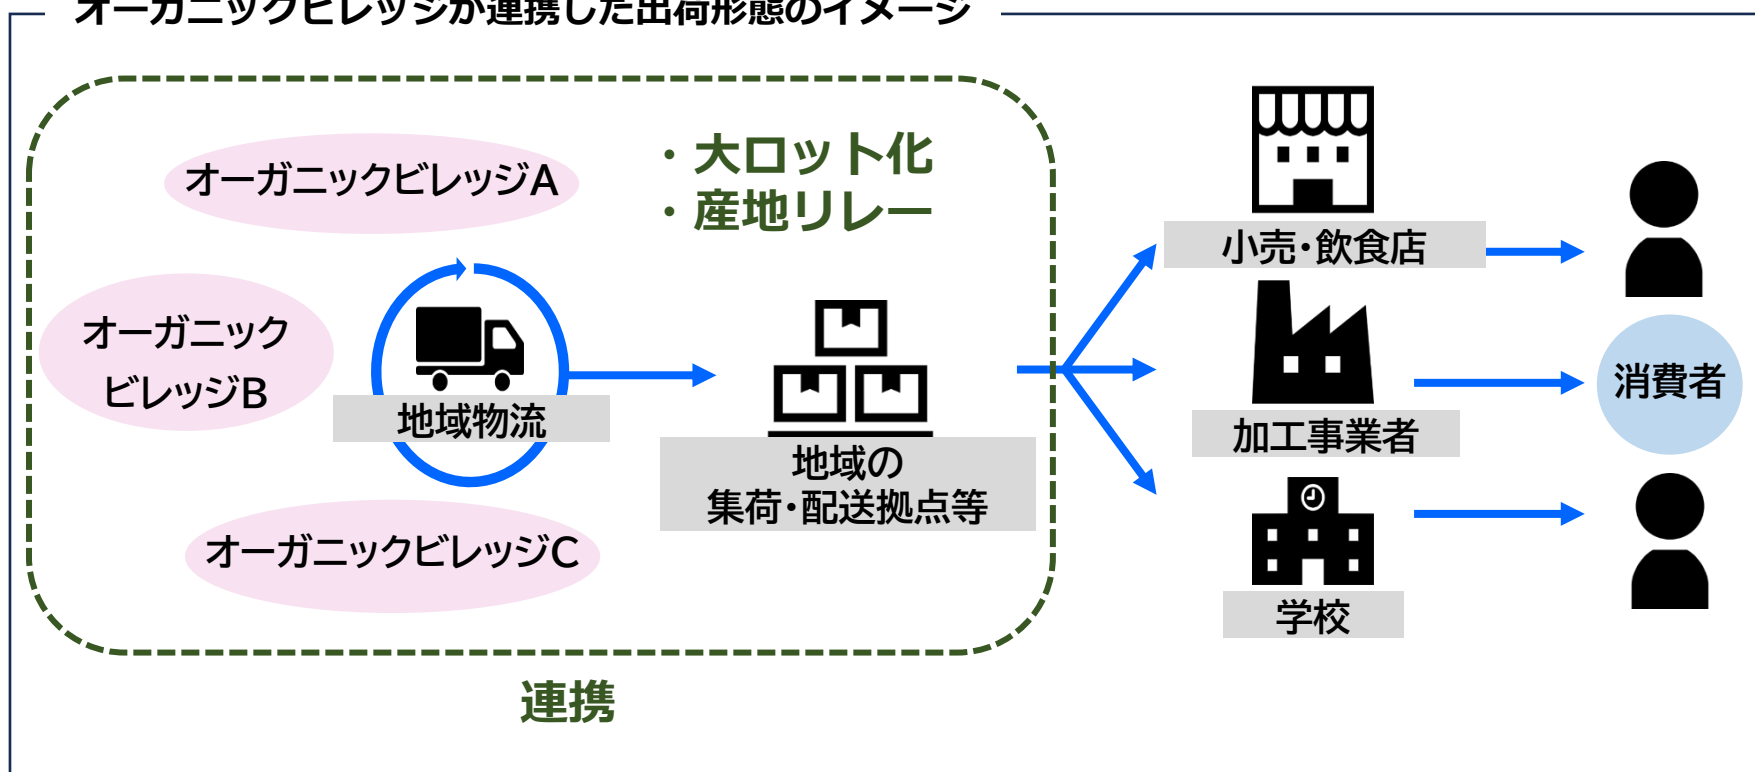 オーガニックビレッジが連携した出荷形態のイメージ
オーガニックビレッジA
・大ロット化
・産地リレー
オーガニック
ビレッジB
地域物流
オーガニックビレッジC
地域の
集荷・配送拠点等
連携
小売・飲食店
加工事業者
学校
消費者